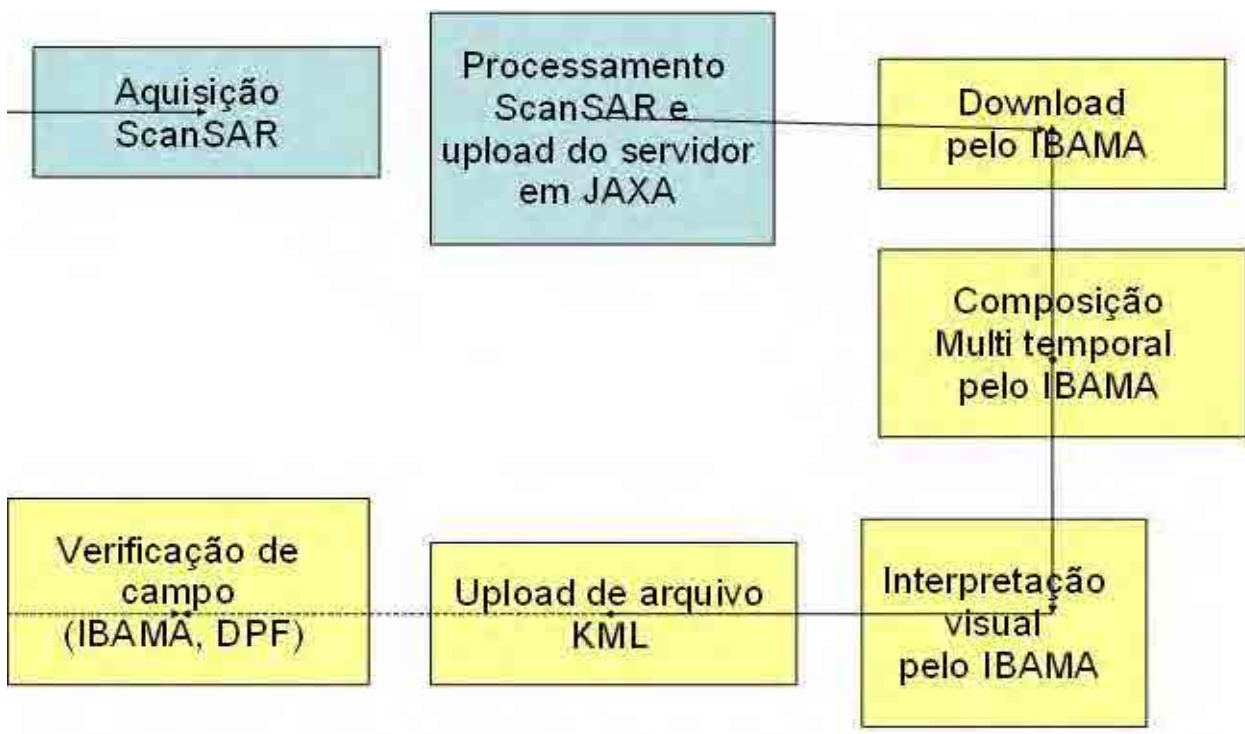 Aquisição
ScanSAR
Processamento
ScanSAR e
upload do servidor
em JAXA
Download
pelo IBAMA
Composição
Multi temporal
pelo IBAMA
Interpretação
visual
pelo IBAMA
Upload de arquivo
KML
Verificação de
campo
(IBAMA, DPF)